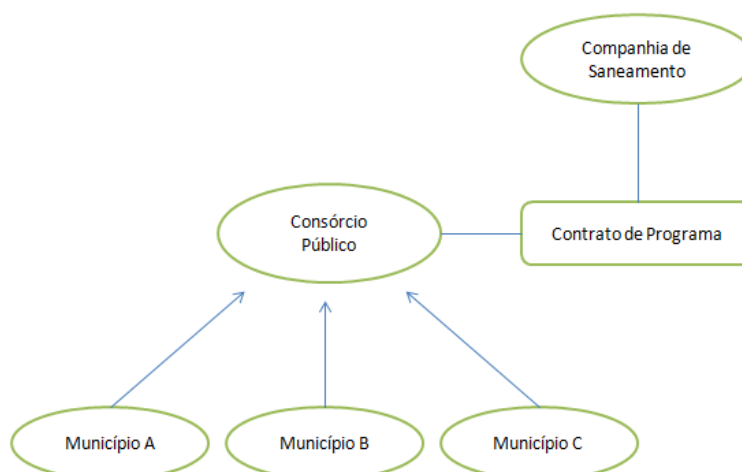 Companhia de
Saneamento
Consórcio
Público
Contrato de Programa
Município A
Município B
Município C